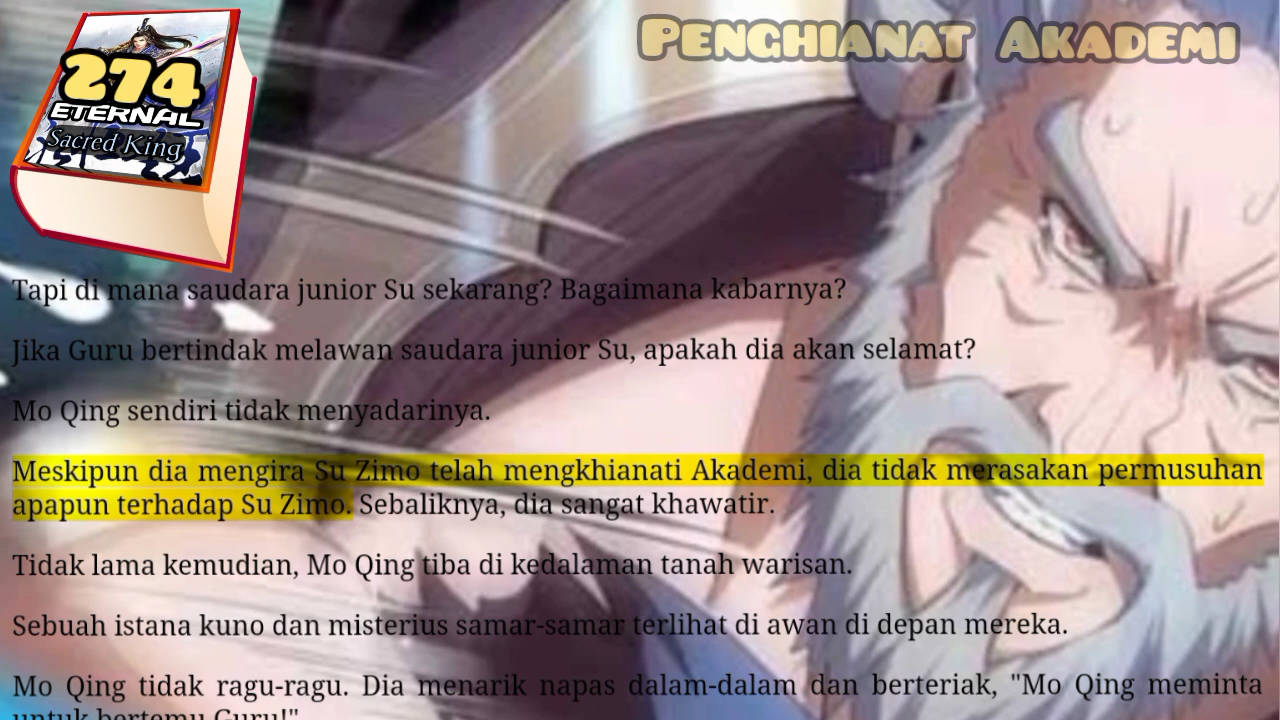 PENGHIANAT AKADEMI
274
ETERNAL
Sacred King
Tapi di mana saudara junior Su sekarang? Bagaimana kabarnya?
Jika Guru bertindak melawan saudara junior Su, apakah dia akan selamat?
Mo Qing sendiri tidak menyadarinya.
Meskipun dia mengira Su Zimo telah mengkhianati Akademi, dia tidak merasakan permusuhan
apapun terhadap Su Zimo. Sebaliknya, dia sangat khawatir.
Tidak lama kemudian, Mo Qing tiba di kedalaman tanah warisan.
Sebuah istana kuno dan misterius samar-samar terlihat di awan di depan mereka.
Mo Qing tidak ragu-ragu. Dia menarik napas dalam-dalam dan berteriak, "Mo Qing meminta
untuk bertemu Guru!"